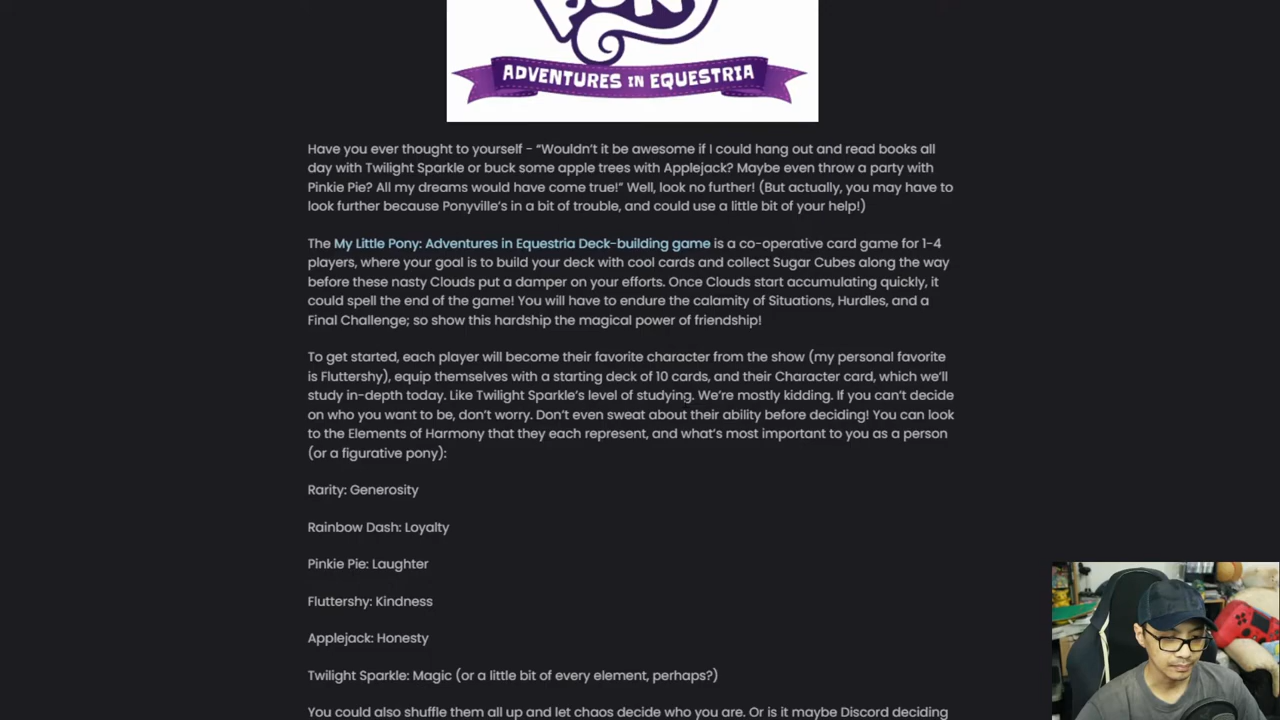 ADVENTURES IN EQUESTRIA
Have you ever thought to yourself - “Wouldn’t it be awesome if I could hang out and read books all
day with Twilight Sparkle or buck some apple trees with Applejack? Maybe even throw a party with
Pinkie Pie? All my dreams would have come true!” Well, look no further! (But actually, you may have to
look further because Ponyville’s in a bit of trouble, and could use a little bit of your help!)
The My Little Pony: Adventures in Equestria Deck-building game is a co-operative card game for 1-4
players, where your goal is to build your deck with cool cards and collect Sugar Cubes along the way
before these nasty Clouds put a damper on your efforts. Once Clouds start accumulating quickly, it
could spell the end of the game! You will have to endure the calamity of Situations, Hurdles, and a
Final Challenge; so show this hardship the magical power of friendship!
To get started, each player will become their favorite character from the show (my personal favorite
is Fluttershy), equip themselves with a starting deck of 10 cards, and their Character card, which we’ll
study in-depth today. Like Twilight Sparkle’s level of studying. We’re mostly kidding. If you can’t decide
on who you want to be, don’t worry. Don’t even sweat about their ability before deciding! You can look
to the Elements of Harmony that they each represent, and what’s most important to you as a person
(or a figurative pony):
Rarity: Generosity
Rainbow Dash: Loyalty
Pinkie Pie: Laughter
Fluttershy: Kindness
Applejack: Honesty
Twilight Sparkle: Magic (or a little bit of every element, perhaps?)
You could also shuffle them all up and let chaos decide who you are. Or is it maybe Discord deciding